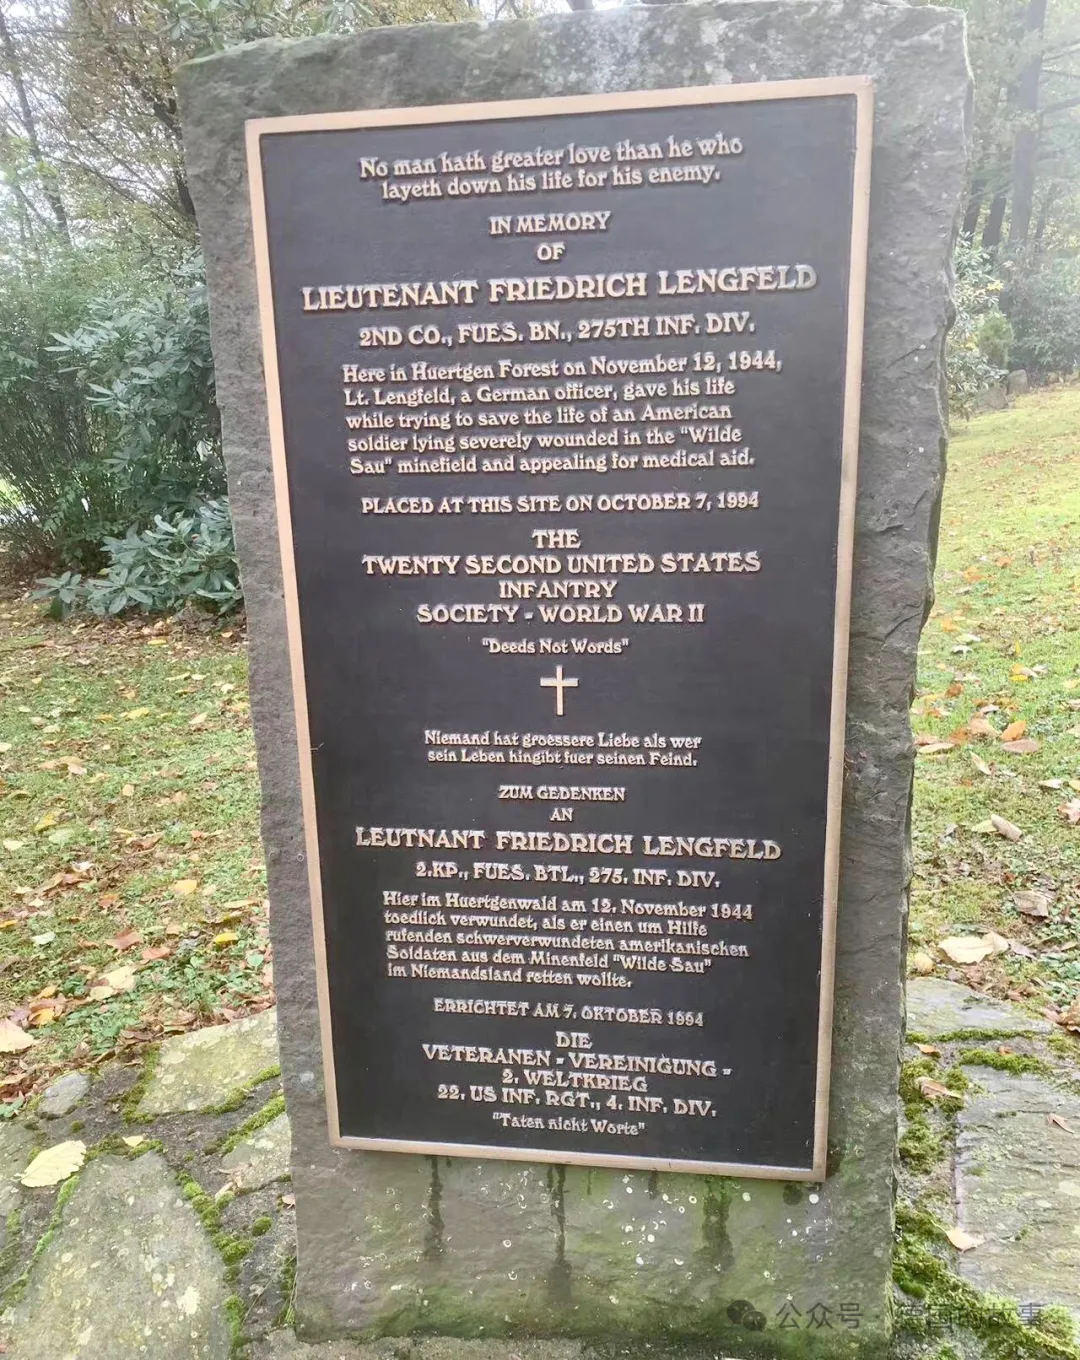 No man hath greater love than he who
layeth down his life for his enemy.
IN MEMORY
OF
LIEUTENANT FRIEDRICH LENGFELD
2ND CO., FUES. BN., 275TH INF. DIV.
Here in Huertgen Forest on November 12, 1944,
Lt. Lengfeld, a German officer, gave his life
while trying to save the life of an American
soldier lying severely wounded in the "Wilde
Sau" minefield and appealing for medical aid.
PLACED AT THIS SITE ON OCTOBER 7, 1994
THE
TWENTY SECOND UNITED STATES
INFANTRY
SOCIETY - WORLD WAR II
"Deeds Not Words"
Niemand hat groessere Liebe als wer
sein Leben hingibt fuer seinen Feind.
ZUM GEDENKEN
AN
LEUTNANT FRIEDRICH LENGFELD
2.KP., FUES. BTL., 275. INF. DIV.
Hier im Huertgenwald am 12. November 1944
toedlich verwundet, als er einen um Hilfe
rufenden schwerverwundeten amerikanischen
Soldaten aus dem Minenfeld "Wilde Sau"
im Niemandsland retten wollte.
ERRICHTET AM 7. OKTOBER 1994
DIE
VETERANEN - VEREINIGUNG -
2. WELTKRIEG
22. US INF. RGT., 4. INF. DIV.
"Taten nicht Worte"
公众号 · 德国的故事